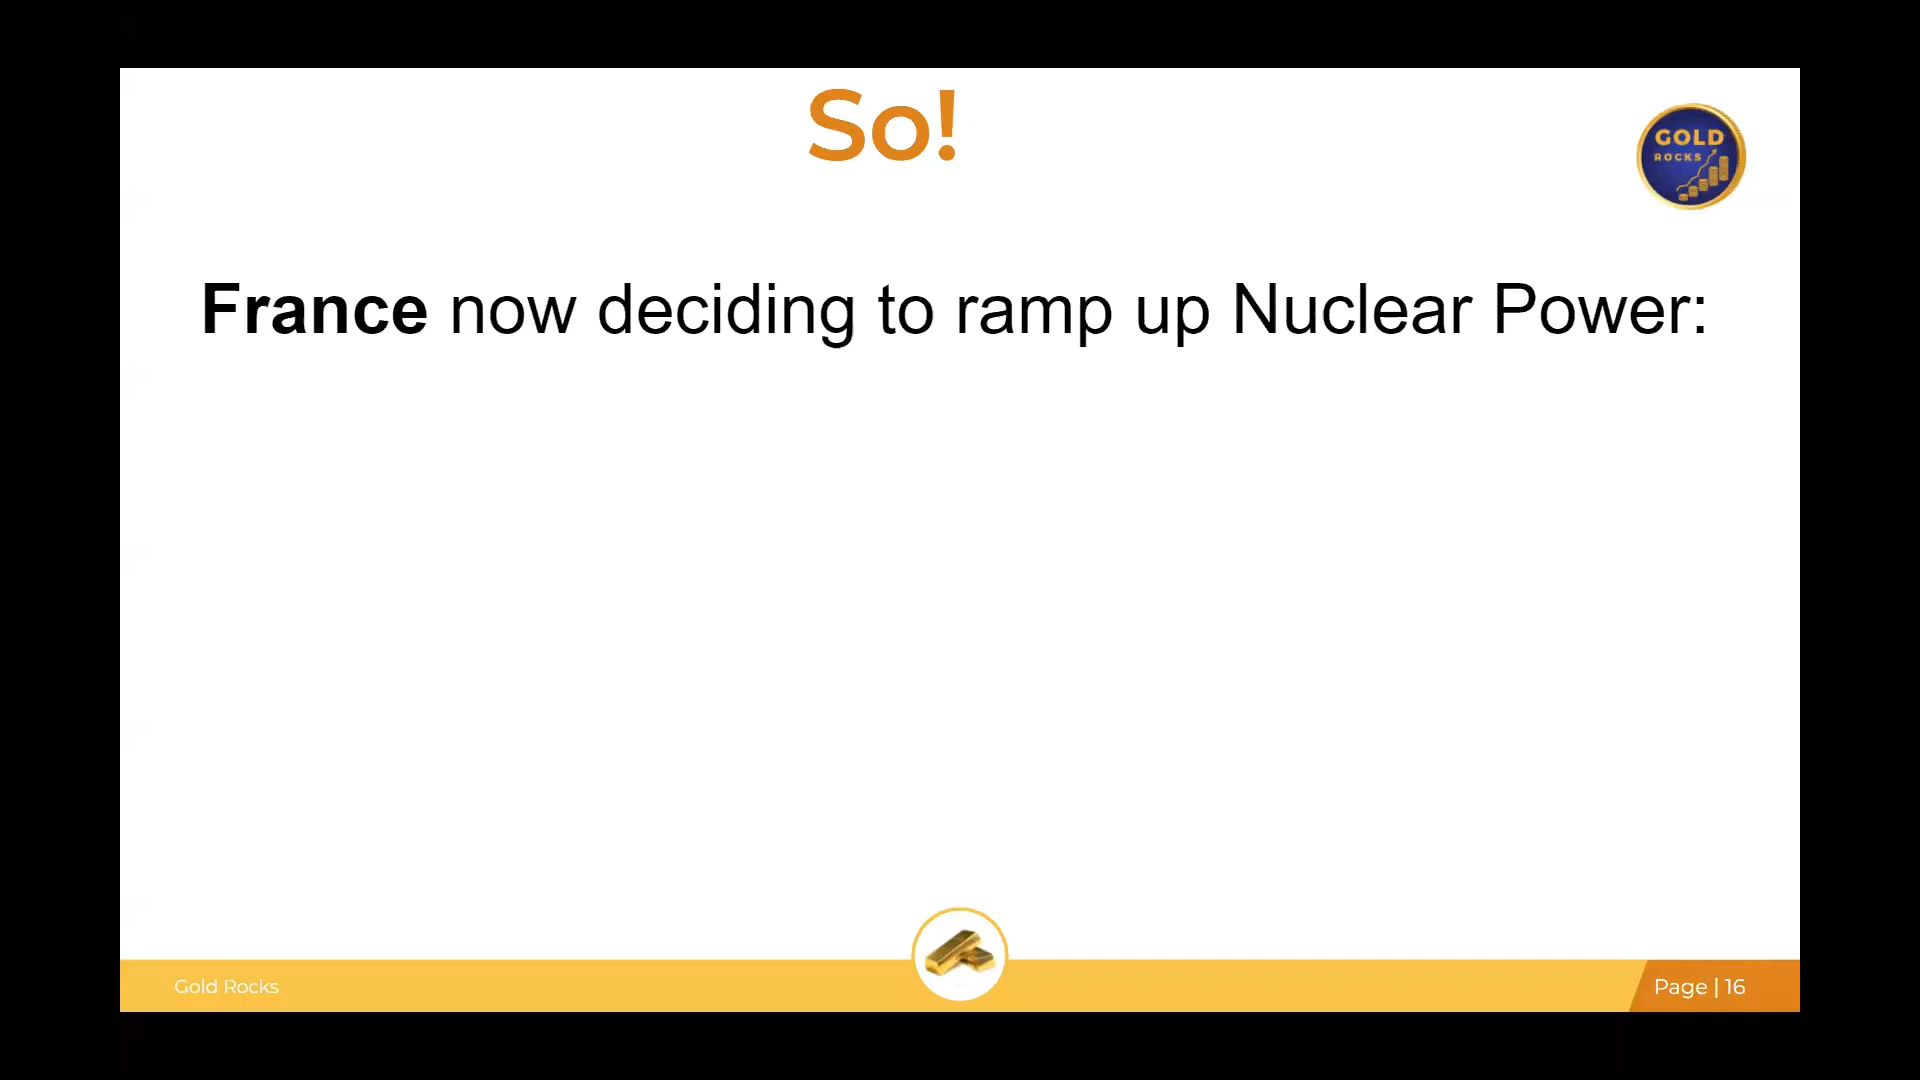 So!
GOLD
ROCKS
France now deciding to ramp up Nuclear Power:
Gold Rocks
Page | 16